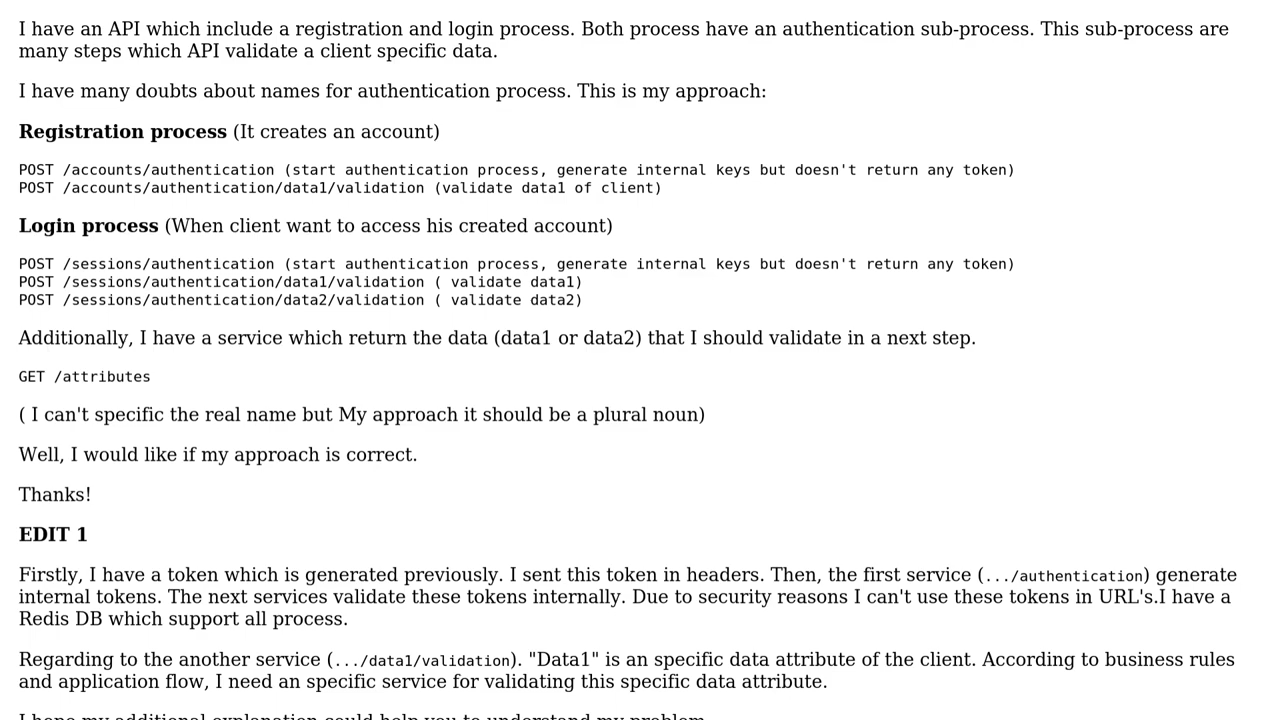 I have an API which include a registration and login process. Both process have an authentication sub-process. This sub-process are
many steps which API validate a client specific data.
I have many doubts about names for authentication process. This is my approach:
Registration process (It creates an account)
POST /accounts/authentication (start authentication process, generate internal keys but doesn't return any token)
POST /accounts/authentication/data1/validation (validate data1 of client)
Login process (When client want to access his created account)
POST /sessions/authentication (start authentication process, generate internal keys but doesn't return any token)
POST /sessions/authentication/data1/validation ( validate data1)
POST /sessions/authentication/data2/validation ( validate data2)
Additionally, I have a service which return the data (data1 or data2) that I should validate in a next step.
GET /attributes
( I can't specific the real name but My approach it should be a plural noun)
Well, I would like if my approach is correct.
Thanks!
EDIT 1
Firstly, I have a token which is generated previously. I sent this token in headers. Then, the first service (.../authentication) generate
internal tokens. The next services validate these tokens internally. Due to security reasons I can't use these tokens in URL's.I have a
Redis DB which support all process.
Regarding to the another service (.../data1/validation). "Data1" is an specific data attribute of the client. According to business rules
and application flow, I need an specific service for validating this specific data attribute.
I hope my additional explanation could help you to understand my problem